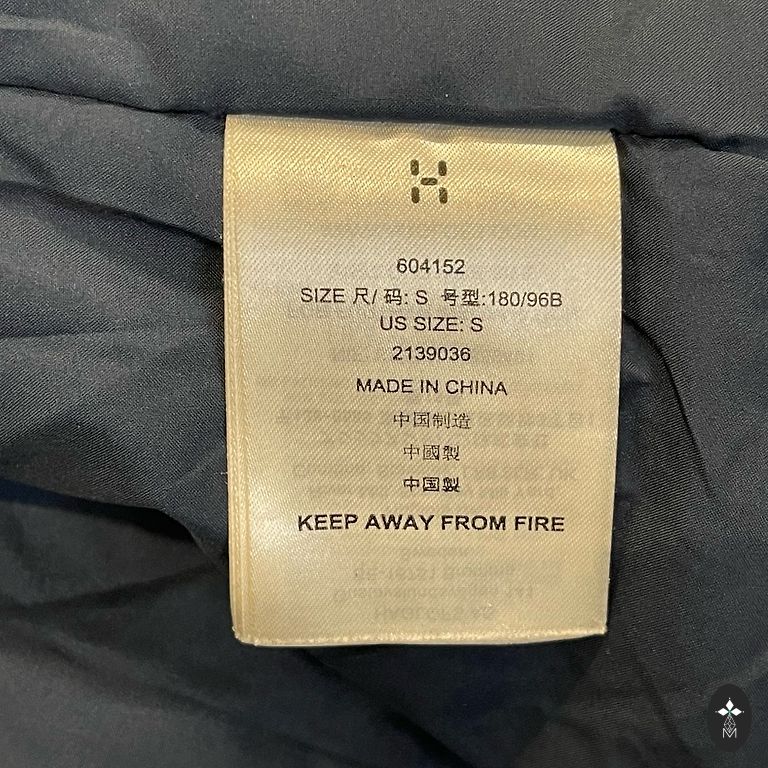 H
604152
SIZE 尺/ 码: S 号型:180/96B
US SIZE: S
2139036
MADE IN CHINA
中国制造
中國製
中国製
KEEP AWAY FROM FIRE
M